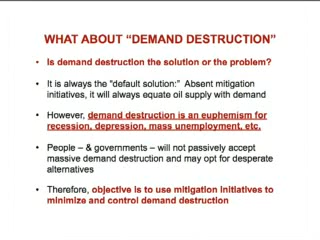 WHAT ABOUT “DEMAND DESTRUCTION”
• Is demand destruction the solution or the problem?
• It is always the "default solution:" Absent mitigation
initiatives, it will always equate oil supply with demand
• However, demand destruction is an euphemism for
recession, depression, mass unemployment, etc.
• People – & governments – will not passively accept
massive demand destruction and may opt for desperate
alternatives
• Therefore, objective is to use mitigation initiatives to
minimize and control demand destruction